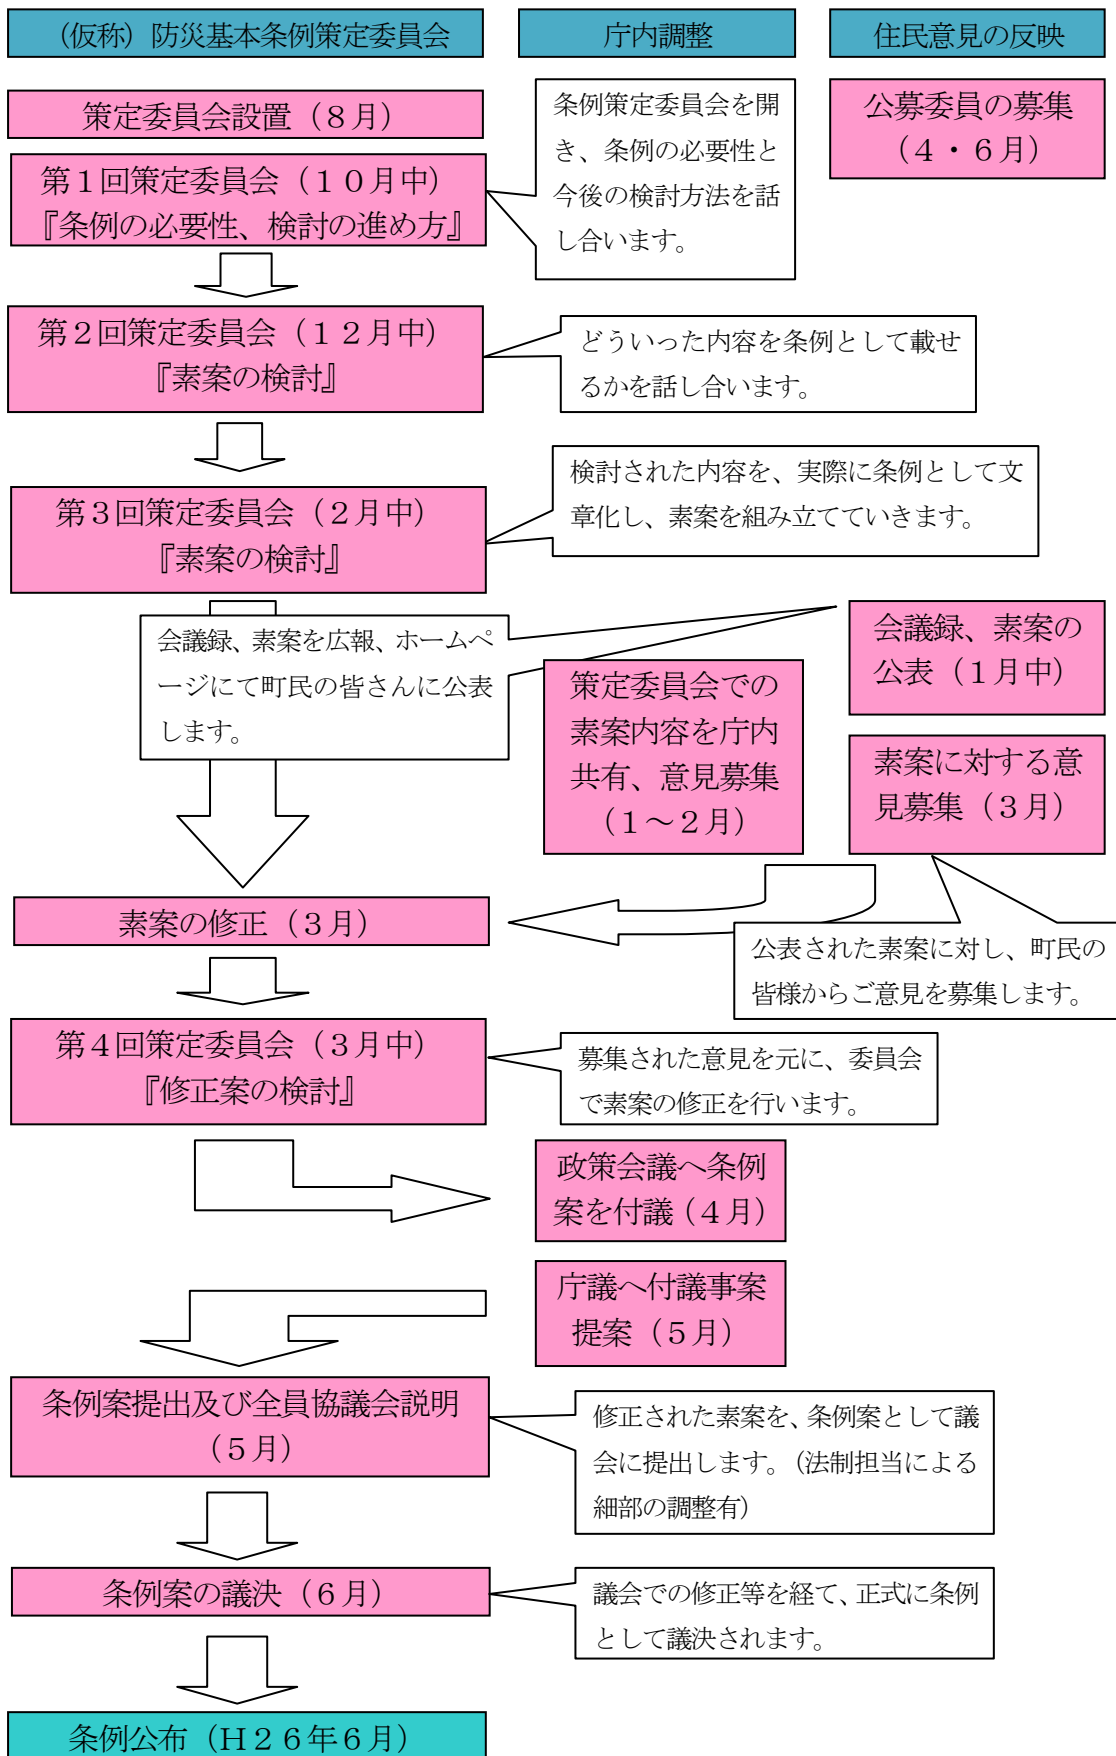 （仮称）防災基本条例策定委員会
庁内調整
住民意見の反映
策定委員会設置（８月）
条例策定委員会を開
き、条例の必要性と
今後の検討方法を話
し合います。
公募委員の募集
（４・６月）
第１回策定委員会（１０月中）
『条例の必要性、検討の進め方』
第２回策定委員会（１２月中）
『素案の検討』
どういった内容を条例として載せ
るかを話し合います。
第３回策定委員会（２月中）
『素案の検討』
検討された内容を、実際に条例として文
章化し、素案を組み立てていきます。
会議録、素案を広報、ホームペ
ージにて町民の皆さんに公表
します。
策定委員会での
素案内容を庁内
共有、意見募集
（１～２月）
会議録、素案の
公表（１月中）
素案に対する意
見募集（３月）
素案の修正（３月）
公表された素案に対し、町民の
皆様からご意見を募集します。
第４回策定委員会（３月中）
『修正案の検討』
募集された意見を元に、委員会
で素案の修正を行います。
政策会議へ条例
案を付議（４月）
庁議へ付議事案
提案（５月）
条例案提出及び全員協議会説明
（５月）
修正された素案を、条例案として議
会に提出します。（法制担当による
細部の調整有）
条例案の議決（６月）
議会での修正等を経て、正式に条例
として議決されます。
条例公布（Ｈ２６年６月）